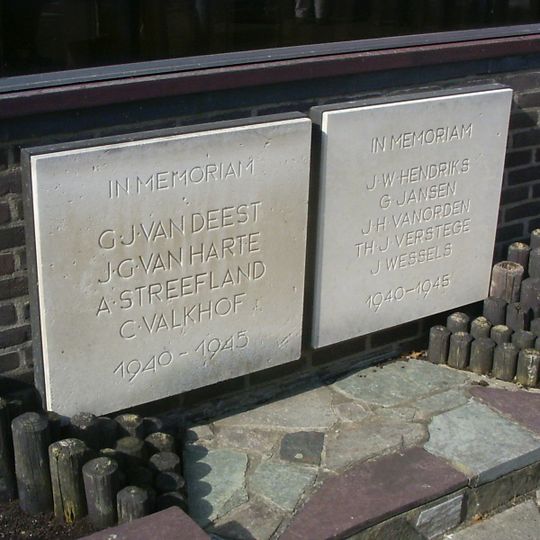 IN MEMORIAM
G·J·VAN DEEST
J·G·VAN HARTE
A·STREEFLAND
C·VALKHOF
1940-1945
IN MEMORIAM
J·W·HENDRIKS
G·JANSEN
J·H·VANORDEN
TH·J·VERSTEGE
J·WESSELS
1940-1945